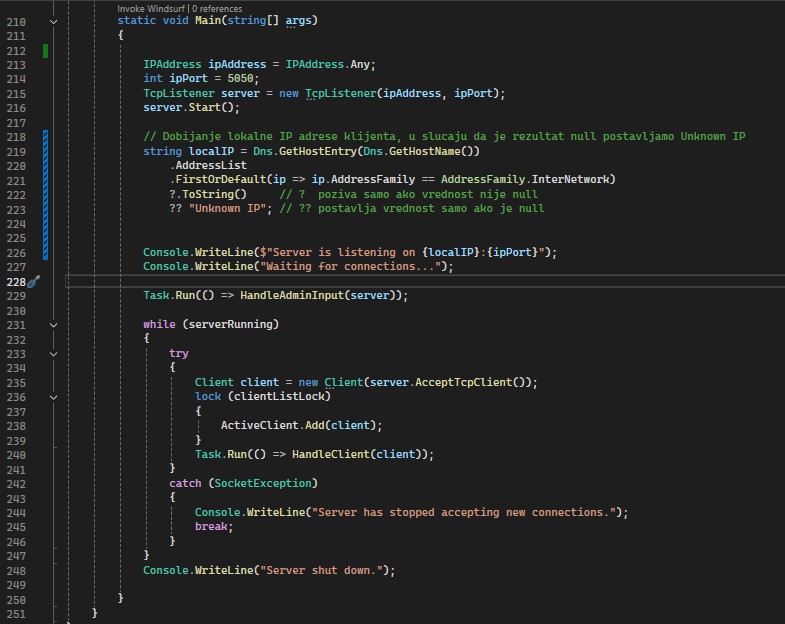 Invoke Windsurf | 0 references
210 static void Main(string[] args)
211 {
212
213 IPAddress ipAddress = IPAddress.Any;
214 int ipPort = 5050;
215 TcpListener server = new TcpListener(ipAddress, ipPort);
216 server.Start();
217
218 // Dobijanje lokalne IP adrese klijenta, u slucaju da je rezultat null postavljamo Unknown IP
219 string localIP = Dns.GetHostEntry(Dns.GetHostName())
220 .AddressList
221 .FirstOrDefault(ip => ip.AddressFamily == AddressFamily.InterNetwork)
222 ?.ToString() // ? poziva samo ako vrednost nije null
223 ?? "Unknown IP"; // ?? postavlja vrednost samo ako je null
224
225
226 Console.WriteLine($"Server is listening on {localIP}:{ipPort}");
227 Console.WriteLine("Waiting for connections...");
228
229 Task.Run(() => HandleAdminInput(server));
230
231 while (serverRunning)
232 {
233 try
234 {
235 Client client = new Client(server.AcceptTcpClient());
236 lock (clientListLock)
237 {
238 ActiveClient.Add(client);
239 }
240 Task.Run(() => HandleClient(client));
241 }
242 catch (SocketException)
243 {
244 Console.WriteLine("Server has stopped accepting new connections.");
245 break;
246 }
247 }
248 Console.WriteLine("Server shut down.");
249
250 }
251 }